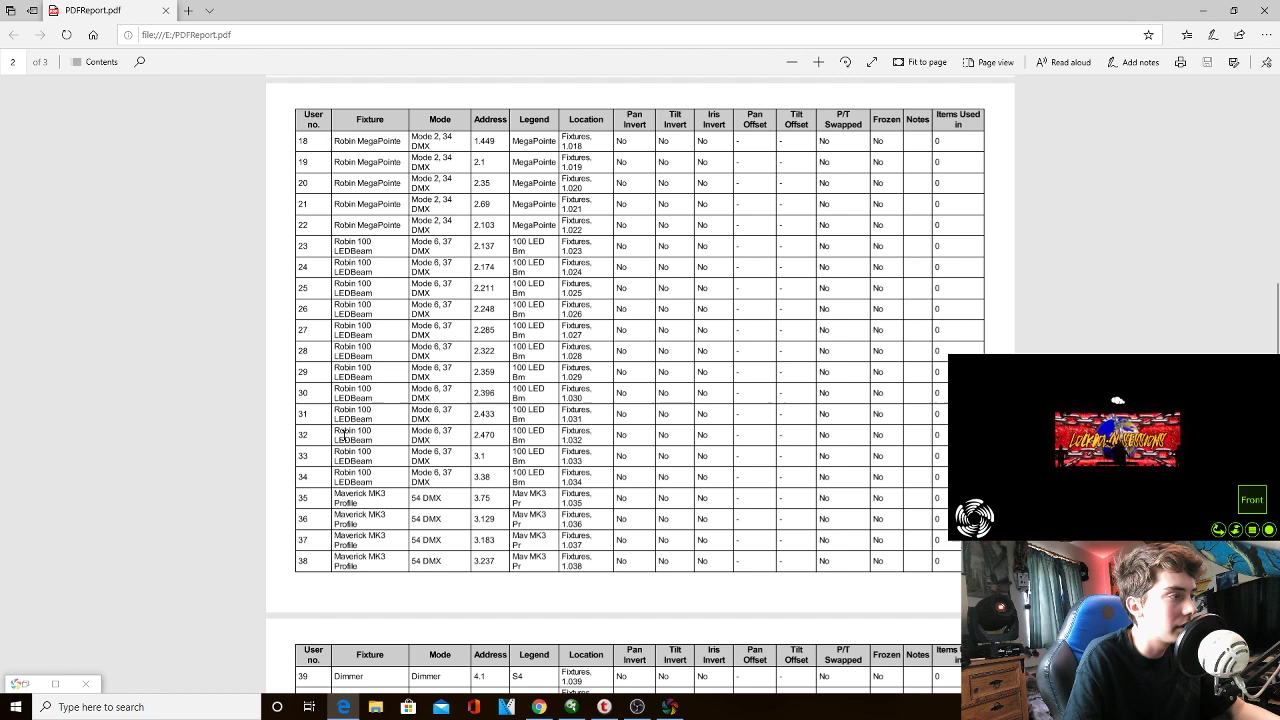 PDFReport.pdf
file:///E:/PDFReport.pdf
2 of 3 Contents Fit to page Page view Read aloud Add notes
User no. Fixture Mode Address Legend Location Pan Invert Tilt Invert Iris Invert Pan Offset Tilt Offset P/T Swapped Frozen Notes Items Used in
18 Robin MegaPointe Mode 2, 34 DMX 1.449 MegaPointe Fixtures, 1.018 No No No - - No No 0
19 Robin MegaPointe Mode 2, 34 DMX 2.1 MegaPointe Fixtures, 1.019 No No No - - No No 0
20 Robin MegaPointe Mode 2, 34 DMX 2.35 MegaPointe Fixtures, 1.020 No No No - - No No 0
21 Robin MegaPointe Mode 2, 34 DMX 2.69 MegaPointe Fixtures, 1.021 No No No - - No No 0
22 Robin MegaPointe Mode 2, 34 DMX 2.103 MegaPointe Fixtures, 1.022 No No No - - No No 0
23 Robin 100 LEDBeam Mode 6, 37 DMX 2.137 100 LED Bm Fixtures, 1.023 No No No - - No No 0
24 Robin 100 LEDBeam Mode 6, 37 DMX 2.174 100 LED Bm Fixtures, 1.024 No No No - - No No 0
25 Robin 100 LEDBeam Mode 6, 37 DMX 2.211 100 LED Bm Fixtures, 1.025 No No No - - No No 0
26 Robin 100 LEDBeam Mode 6, 37 DMX 2.248 100 LED Bm Fixtures, 1.026 No No No - - No No 0
27 Robin 100 LEDBeam Mode 6, 37 DMX 2.285 100 LED Bm Fixtures, 1.027 No No No - - No No 0
28 Robin 100 LEDBeam Mode 6, 37 DMX 2.322 100 LED Bm Fixtures, 1.028 No No No - - No No 0
29 Robin 100 LEDBeam Mode 6, 37 DMX 2.359 100 LED Bm Fixtures, 1.029 No No No - - No No 0
30 Robin 100 LEDBeam Mode 6, 37 DMX 2.396 100 LED Bm Fixtures, 1.030 No No No - - No No 0
31 Robin 100 LEDBeam Mode 6, 37 DMX 2.433 100 LED Bm Fixtures, 1.031 No No No - - No No 0
32 Robin 100 LEDBeam Mode 6, 37 DMX 2.470 100 LED Bm Fixtures, 1.032 No No No - - No No 0
33 Robin 100 LEDBeam Mode 6, 37 DMX 3.1 100 LED Bm Fixtures, 1.033 No No No - - No No 0
34 Robin 100 LEDBeam Mode 6, 37 DMX 3.38 100 LED Bm Fixtures, 1.034 No No No - - No No 0
35 Maverick MK3 Profile 54 DMX 3.75 Mav MK3 Pr Fixtures, 1.035 No No No - - No No 0
36 Maverick MK3 Profile 54 DMX 3.129 Mav MK3 Pr Fixtures, 1.036 No No No - - No No 0
37 Maverick MK3 Profile 54 DMX 3.183 Mav MK3 Pr Fixtures, 1.037 No No No - - No No 0
38 Maverick MK3 Profile 54 DMX 3.237 Mav MK3 Pr Fixtures, 1.038 No No No - - No No 0
LOCKDOWN SESSIONS
Front
User no. Fixture Mode Address Legend Location Pan Invert Tilt Invert Iris Invert Pan Offset Tilt Offset P/T Swapped Frozen Notes Items in
39 Dimmer Dimmer 4.1 S4 Fixtures, 1.039 No No No - - No No 0
Type here to search